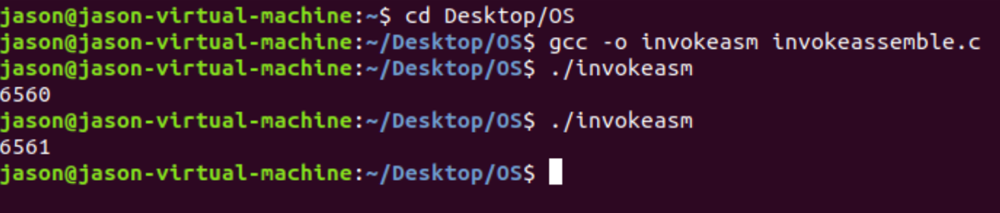 jason@jason-virtual-machine:~$ cd Desktop/OS
jason@jason-virtual-machine:~/Desktop/OS$ gcc -o invokeasm invokeassemble.c
jason@jason-virtual-machine:~/Desktop/OS$ ./invokeasm
6560
jason@jason-virtual-machine:~/Desktop/OS$ ./invokeasm
6561
jason@jason-virtual-machine:~/Desktop/OS$